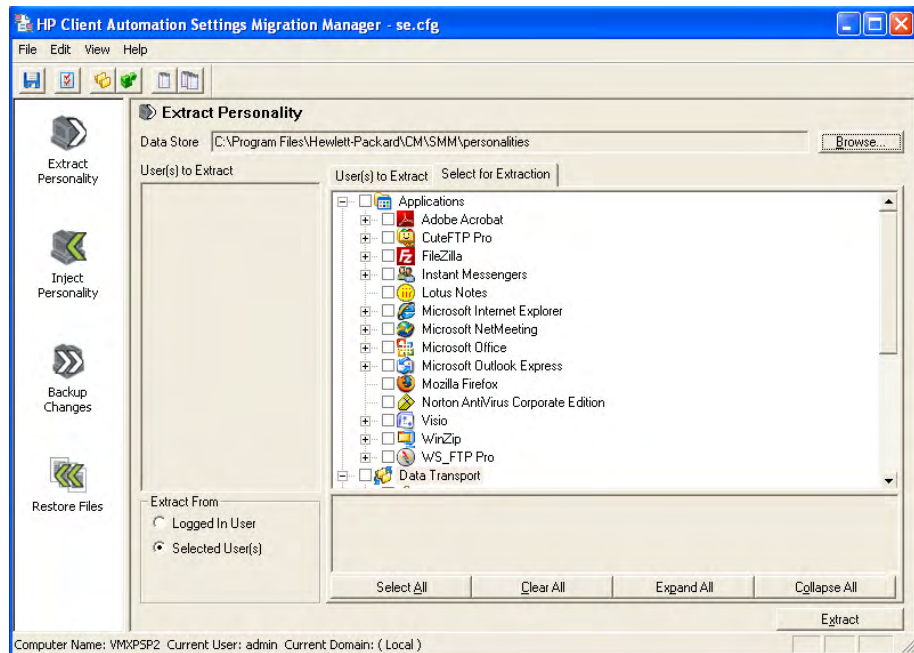 HP Client Automation Settings Migration Manager - se.cfg
File Edit View Help
Extract Personality
Data Store C:\Program Files\Hewlett-Packard\CM\SMM\personalities Browse...
Extract Personality
Inject Personality
Backup Changes
Restore Files
User(s) to Extract
User(s) to Extract Select for Extraction
Applications
Adobe Acrobat
CuteFTP Pro
FileZilla
Instant Messengers
Lotus Notes
Microsoft Internet Explorer
Microsoft NetMeeting
Microsoft Office
Microsoft Outlook Express
Mozilla Firefox
Norton AntiVirus Corporate Edition
Visio
WinZip
WS_FTP Pro
Data Transport
Extract From
Logged In User
Selected User(s)
Select All Clear All Expand All Collapse All
Extract
Computer Name: VMXPSP2 Current User: admin Current Domain: ( Local )